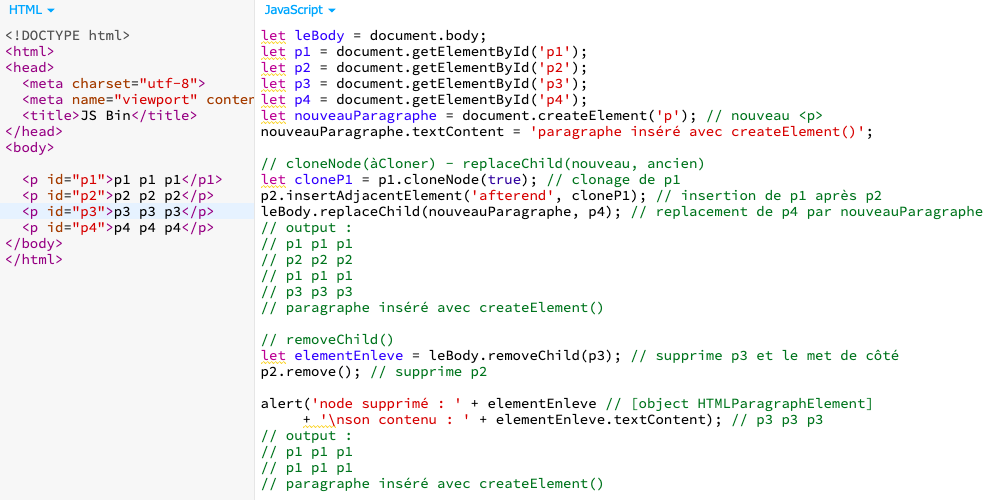 HTML
<!DOCTYPE html>
<html>
<head>
  <meta charset="utf-8">
  <meta name="viewport" conten
  <title>JS Bin</title>
</head>
<body>

  <p id="p1">p1 p1 p1</p1>
  <p id="p2">p2 p2 p2</p>
  <p id="p3">p3 p3 p3</p>
  <p id="p4">p4 p4 p4</p>
</body>
</html>
JavaScript
let leBody = document.body;
let p1 = document.getElementById('p1');
let p2 = document.getElementById('p2');
let p3 = document.getElementById('p3');
let p4 = document.getElementById('p4');
let nouveauParagraphe = document.createElement('p'); // nouveau <p>
nouveauParagraphe.textContent = 'paragraphe inséré avec createElement()';

// cloneNode(àCloner) - replaceChild(nouveau, ancien)
let cloneP1 = p1.cloneNode(true); // clonage de p1
p2.insertAdjacentElement('afterend', cloneP1); // insertion de p1 après p2
leBody.replaceChild(nouveauParagraphe, p4); // replacement de p4 par nouveauParagraphe
// output :
// p1 p1 p1
// p2 p2 p2
// p1 p1 p1
// p3 p3 p3
// paragraphe inséré avec createElement()

// removeChild()
let elementEnleve = leBody.removeChild(p3); // supprime p3 et le met de côté
p2.remove(); // supprime p2

alert('node supprimé : ' + elementEnleve // [object HTMLParagraphElement]
     + '\nson contenu : ' + elementEnleve.textContent); // p3 p3 p3
// output :
// p1 p1 p1
// p1 p1 p1
// paragraphe inséré avec createElement()